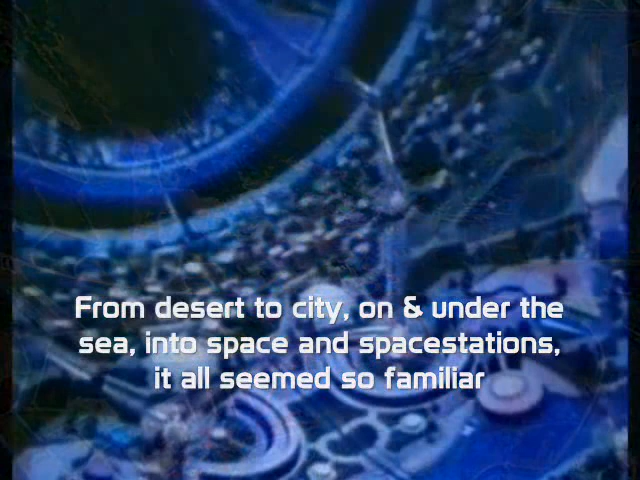 From desert to city, on & under the
sea, into space and spacestations,
it all seemed so familiar